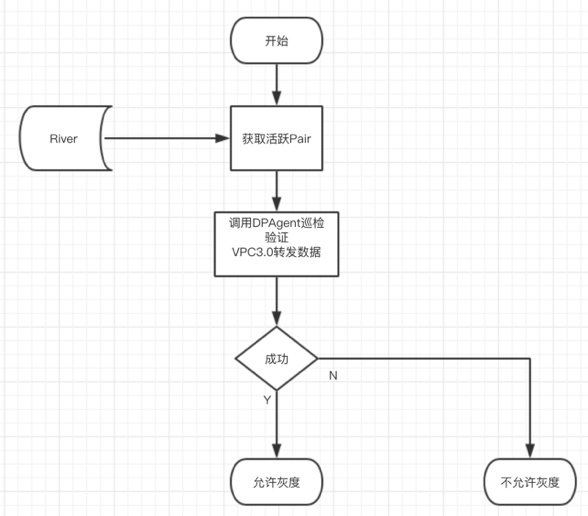 开始
River
获取活跃Pair
调用DPAgent巡检
验证
VPC3.0转发数据
成功
N
Y
允许灰度
不允许灰度